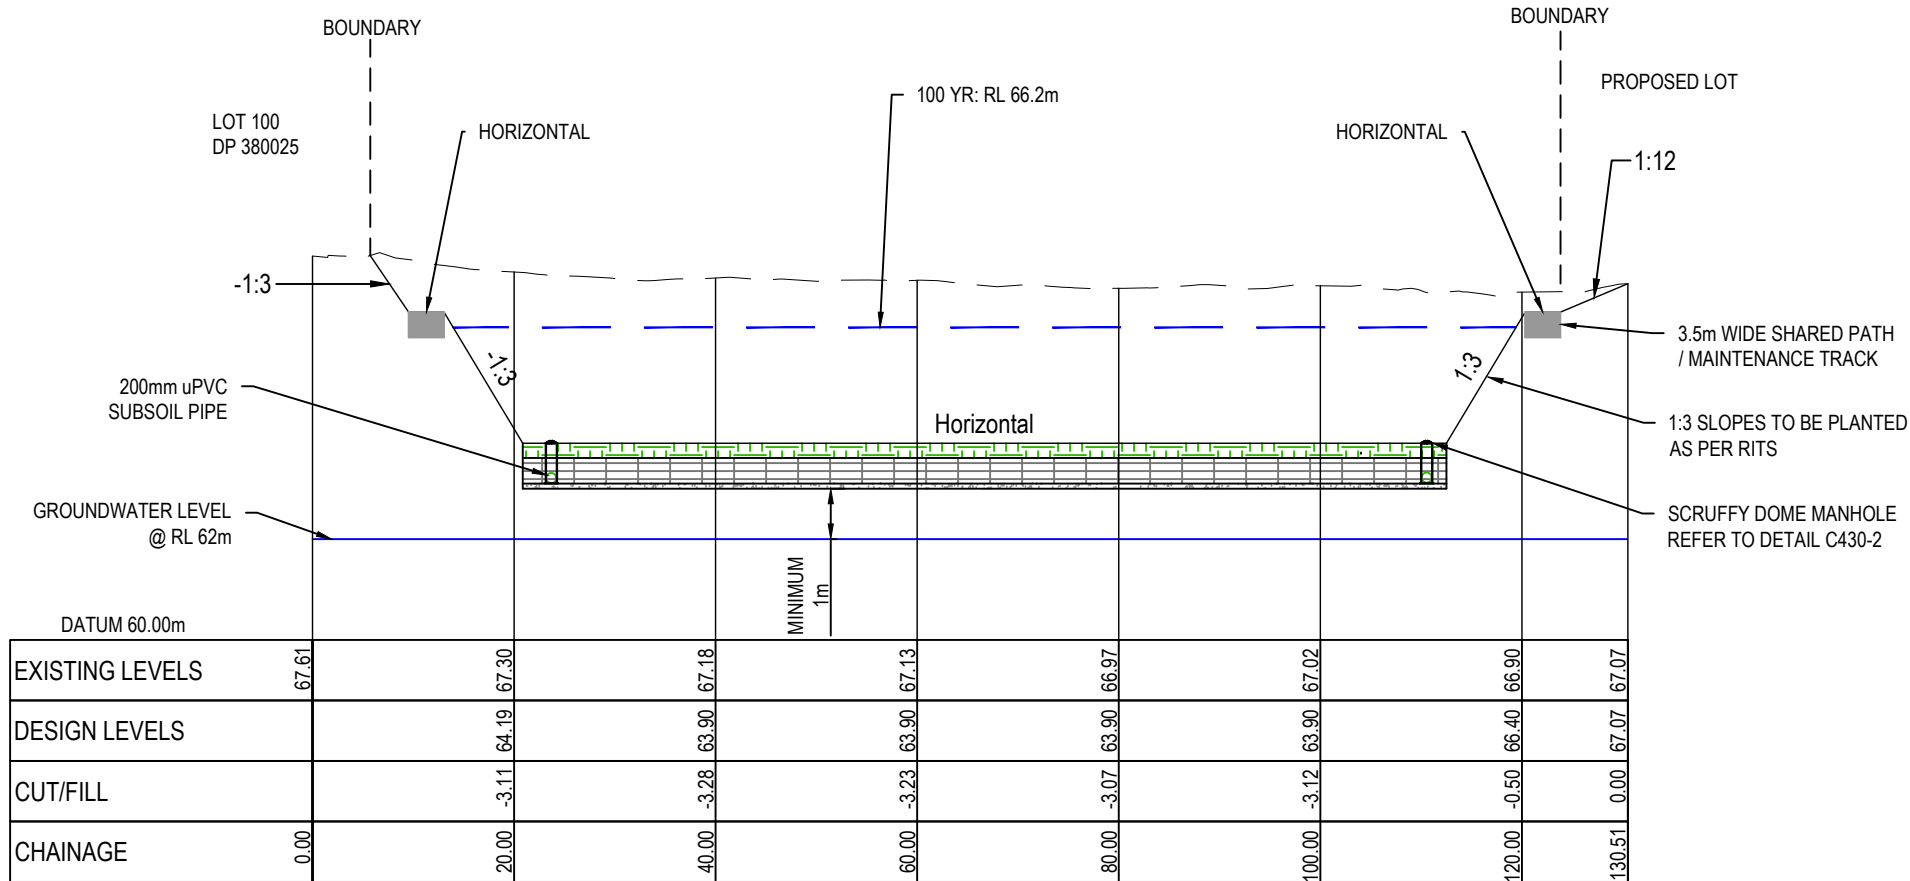 BOUNDARY
BOUNDARY
PROPOSED LOT
100 YR: RL 66.2m
LOT 100
DP 380025
HORIZONTAL
HORIZONTAL
1:12
-1:3
3.5m WIDE SHARED PATH
/ MAINTENANCE TRACK
-1:3
1:3
200mm uPVC
SUBSOIL PIPE
Horizontal
1:3 SLOPES TO BE PLANTED
AS PER RITS
GROUNDWATER LEVEL
@ RL 62m
SCRUFFY DOME MANHOLE
REFER TO DETAIL C430-2
MINIMUM
1m
DATUM 60.00m
EXISTING LEVELS 67.61 67.30 67.18 67.13 66.97 67.02 66.90 67.07
DESIGN LEVELS 64.19 63.90 63.90 63.90 63.90 66.40 67.07
CUT/FILL -3.11 -3.28 -3.23 -3.07 -3.12 -0.50 0.00
CHAINAGE 0.00 20.00 40.00 60.00 80.00 100.00 120.00 130.51